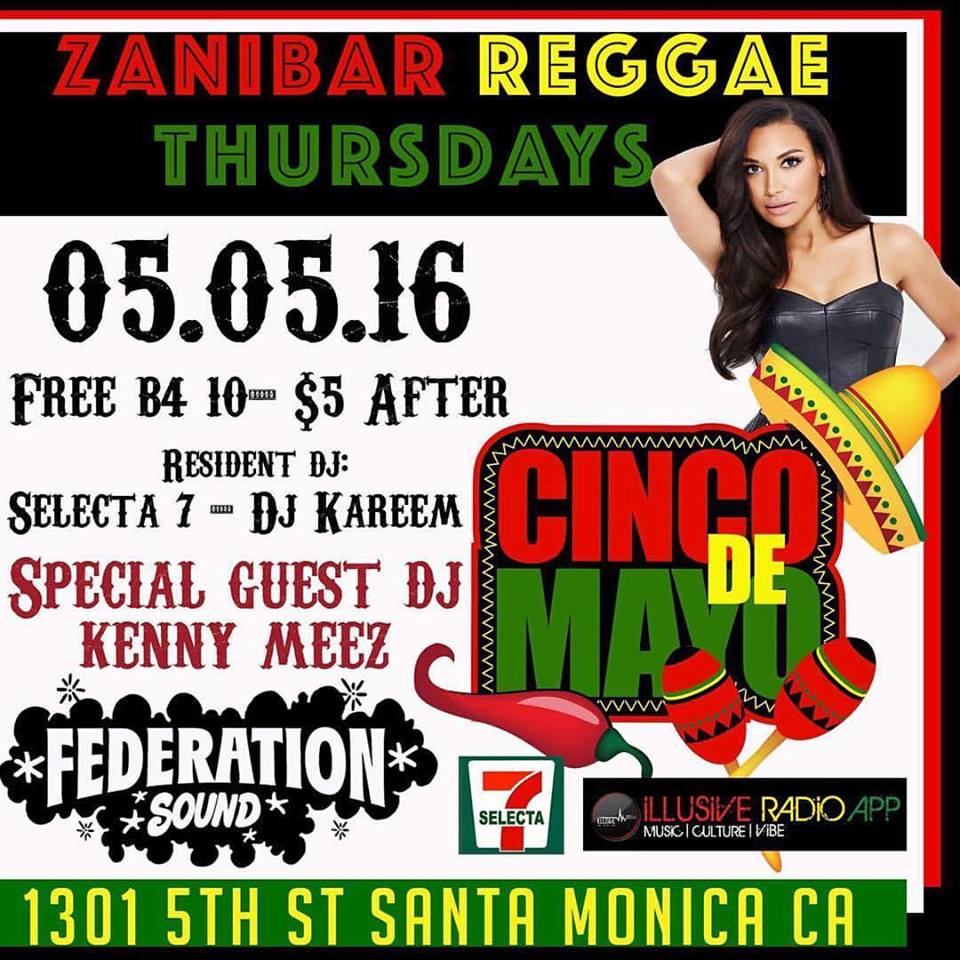 ZANIBAR REGGAE
THURSDAYS
05.05.16
FREE B4 10- $5 AFTER
RESIDENT DJ:
SELECTA 7 - DJ KAREEM
SPECIAL GUEST DJ
KENNY MEEZ
CINCO
DE
MAYO
*FEDERATION*
*SOUND*
7
SELECTA
iLLUSiVE RADiO APP
MUSIC | CULTURE | VIBE
1301 5TH ST SANTA MONICA CA